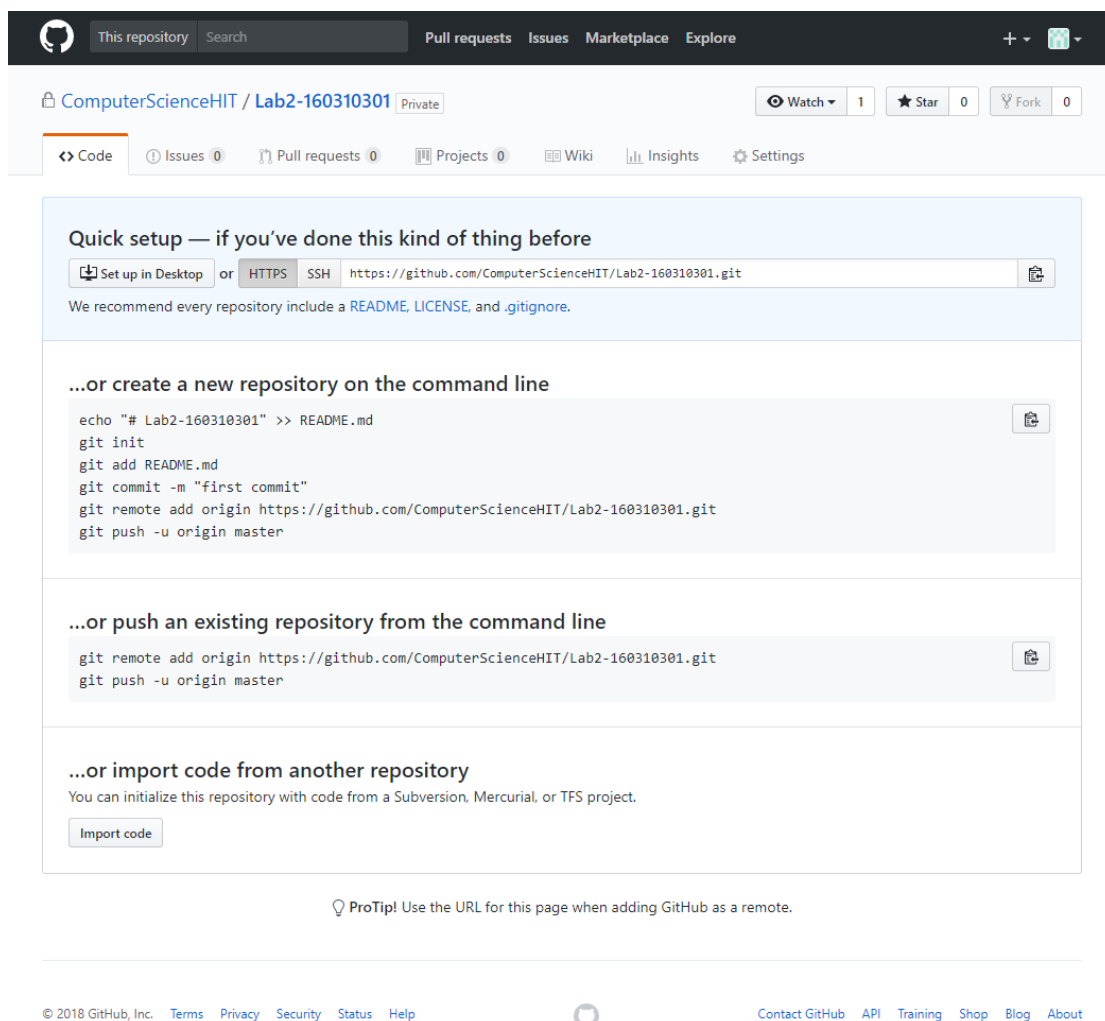 This repository Search Pull requests Issues Marketplace Explore
ComputerScienceHIT / Lab2-160310301 Private Watch 1 Star 0 Fork 0
Code Issues 0 Pull requests 0 Projects 0 Wiki Insights Settings
Quick setup — if you’ve done this kind of thing before
Set up in Desktop or HTTPS SSH https://github.com/ComputerScienceHIT/Lab2-160310301.git
We recommend every repository include a README, LICENSE, and .gitignore.
…or create a new repository on the command line
echo "# Lab2-160310301" >> README.md
git init
git add README.md
git commit -m "first commit"
git remote add origin https://github.com/ComputerScienceHIT/Lab2-160310301.git
git push -u origin master
…or push an existing repository from the command line
git remote add origin https://github.com/ComputerScienceHIT/Lab2-160310301.git
git push -u origin master
…or import code from another repository
You can initialize this repository with code from a Subversion, Mercurial, or TFS project.
Import code
ProTip! Use the URL for this page when adding GitHub as a remote.
© 2018 GitHub, Inc. Terms Privacy Security Status Help Contact GitHub API Training Shop Blog About